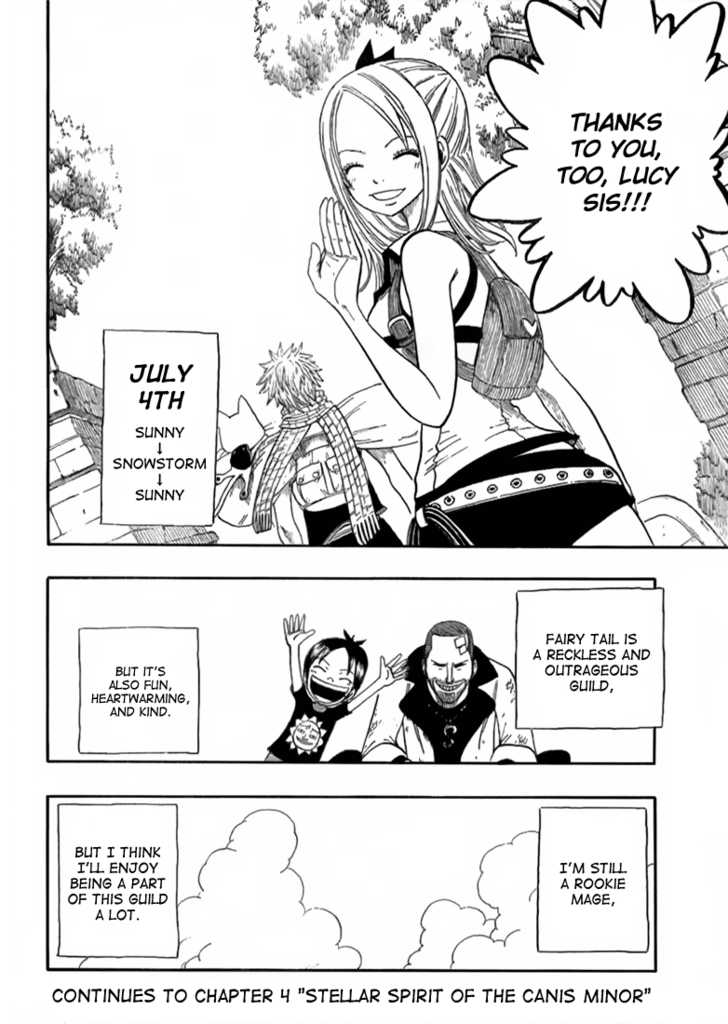 THANKS
TO YOU,
TOO, LUCY
SIS!!!
JULY
4TH
SUNNY
↓
SNOWSTORM
↓
SUNNY
FAIRY TAIL IS
A RECKLESS AND
OUTRAGEOUS
GUILD,
BUT IT'S
ALSO FUN,
HEARTWARMING,
AND KIND.
I'M STILL
A ROOKIE
MAGE,
BUT I THINK
I'LL ENJOY
BEING A PART
OF THIS GUILD
A LOT.
CONTINUES TO CHAPTER 4 "STELLAR SPIRIT OF THE CANIS MINOR"